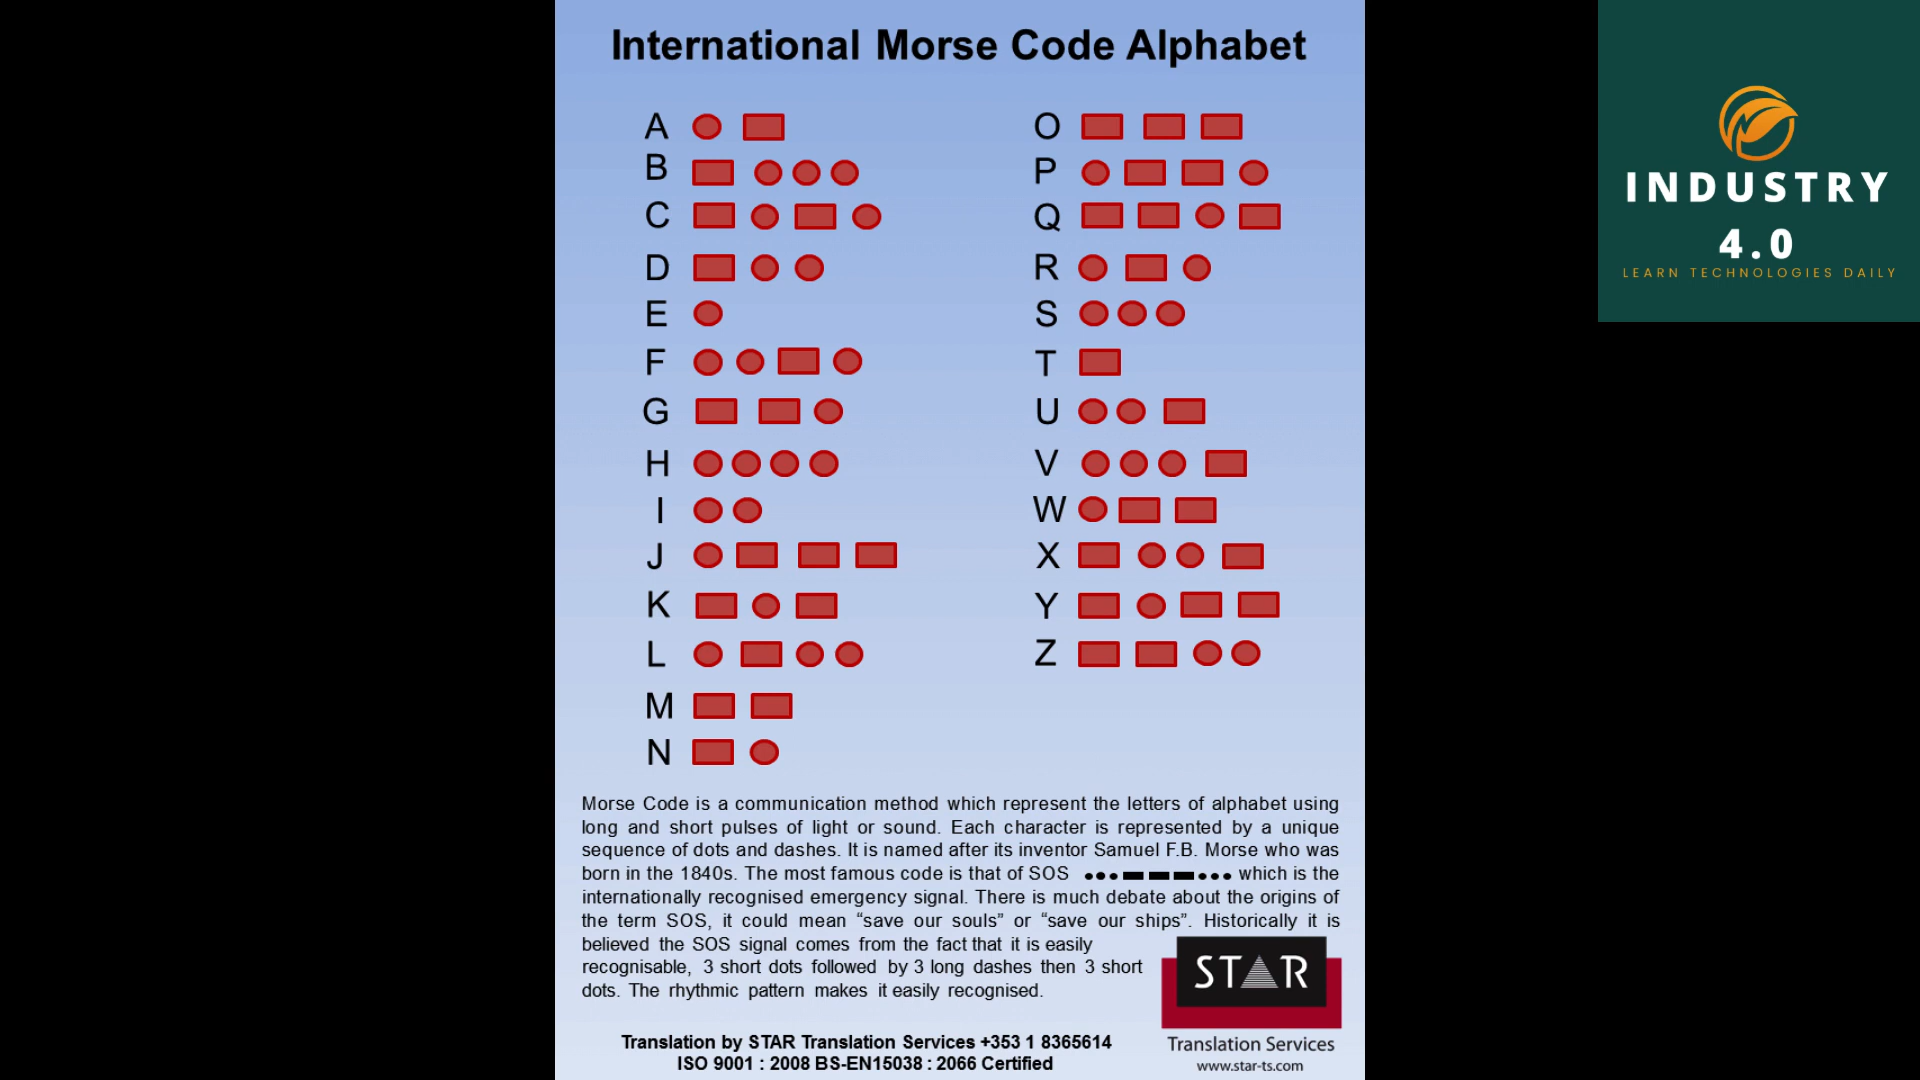 International Morse Code Alphabet
A
B
C
D
E
F
G
H
I
J
K
L
M
N
O
P
Q
R
S
T
U
V
W
X
Y
Z
Morse Code is a communication method which represent the letters of alphabet using
long and short pulses of light or sound. Each character is represented by a unique
sequence of dots and dashes. It is named after its inventor Samuel F.B. Morse who was
born in the 1840s. The most famous code is that of SOS which is the
internationally recognised emergency signal. There is much debate about the origins of
the term SOS, it could mean “save our souls” or “save our ships”. Historically it is
believed the SOS signal comes from the fact that it is easily
recognisable, 3 short dots followed by 3 long dashes then 3 short
dots. The rhythmic pattern makes it easily recognised.
Translation by STAR Translation Services +353 1 8365614
ISO 9001 : 2008 BS-EN15038 : 2066 Certified
STAR
Translation Services
www.star-ts.com
INDUSTRY
4.0
LEARN TECHNOLOGIES DAILY